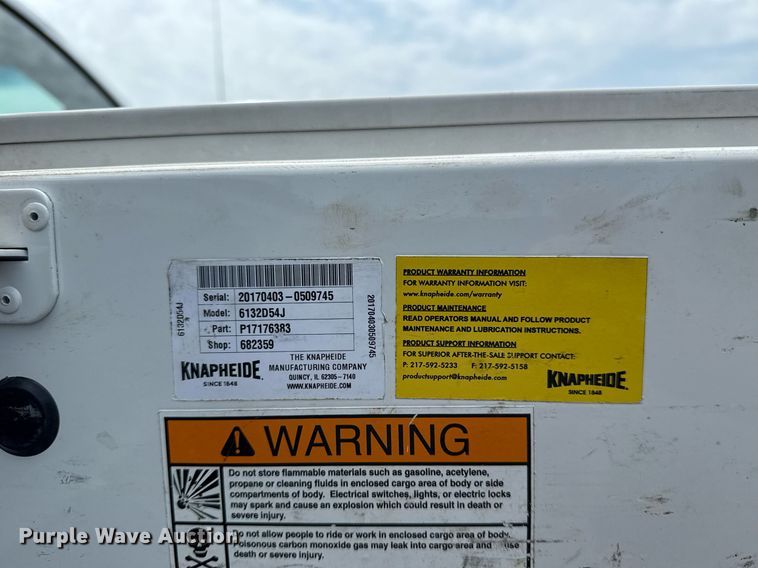 Serial: 20170403-0509745
Model: 6132D54J
Part: P171763R3
Shop: 682359
6132D54J
201704030509745
KNAPHEIDE.
SINCE 1848
THE KNAPHEIDE
MANUFACTURING COMPANY
QUINCY, IL 62305-7140
WWW.KNAPHEIDE.COM
PRODUCT WARRANTY INFORMATION
FOR WARRANTY INFORMATION VISIT:
www.knapheide.com/warranty
PRODUCT MAINTENANCE
READ OPERATORS MANUAL AND FOLLOW PRODUCT
MAINTENANCE AND LUBRICATION INSTRUCTIONS.
PRODUCT SUPPORT INFORMATION
FOR SUPERIOR AFTER-THE-SALE SUPPORT CONTACT:
P: 217-592-5233 F: 217-592-5158
productsupport@knapheide.com
KNAPHEIDE
SINCE 1848
WARNING
Do not store flammable materials such as gasoline, acetylene,
propane or cleaning fluids in enclosed cargo area of body or side
compartments of body. Electrical switches, lights, or electric locks
may spark and cause an explosion which could result in death or
severe injury.
Do not allow people to ride or work in enclosed cargo area of body.
Poisonous carbon monoxide gas may leak into cargo area and cause
death or severe injury.
Purple Wave Auction